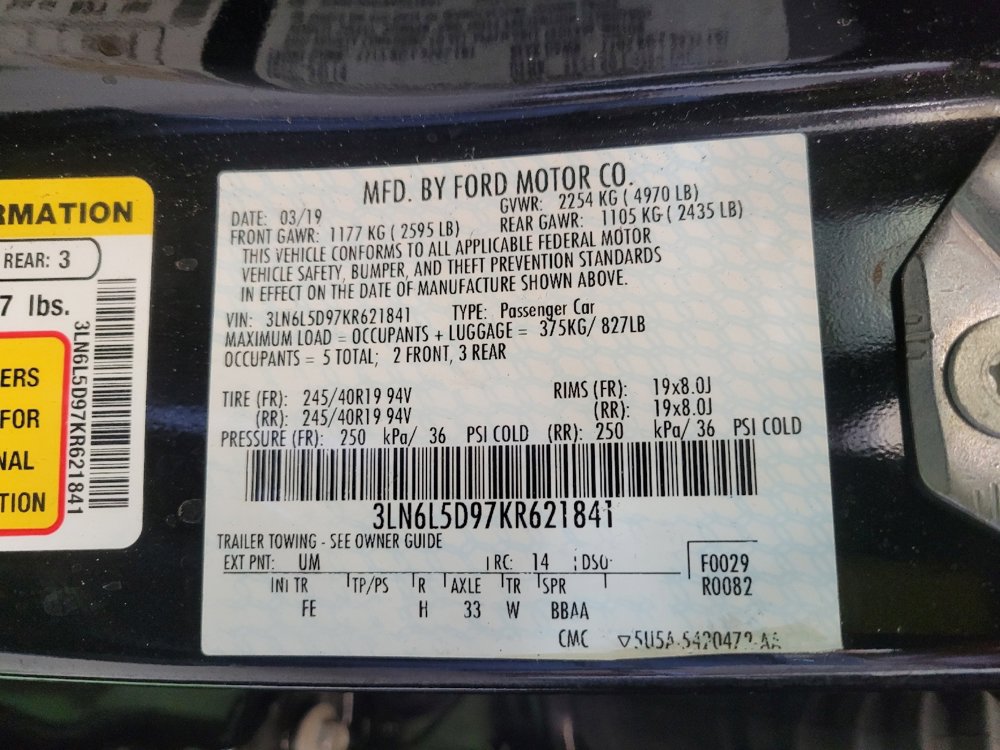 RMATION
REAR: 3
7 lbs.
3LN6L5D97KR621841
ERS
FOR
NAL
TION
MFD. BY FORD MOTOR CO.
DATE: 03/19 GVWR: 2254 KG ( 4970 LB)
FRONT GAWR: 1177 KG ( 2595 LB) REAR GAWR: 1105 KG ( 2435 LB)
THIS VEHICLE CONFORMS TO ALL APPLICABLE FEDERAL MOTOR
VEHICLE SAFETY, BUMPER, AND THEFT PREVENTION STANDARDS
IN EFFECT ON THE DATE OF MANUFACTURE SHOWN ABOVE.
VIN: 3LN6L5D97KR621841 TYPE: Passenger Car
MAXIMUM LOAD = OCCUPANTS + LUGGAGE = 375KG/ 827LB
OCCUPANTS = 5 TOTAL; 2 FRONT, 3 REAR
TIRE (FR): 245/40R19 94V RIMS (FR): 19x8.0J
(RR): 245/40R19 94V (RR): 19x8.0J
PRESSURE (FR): 250 kPa/ 36 PSI COLD (RR): 250 kPa/ 36 PSI COLD
3LN6L5D97KR621841
TRAILER TOWING - SEE OWNER GUIDE
EXT PNT: UM RC: 14 DSO: F0029
INT TR TP/PS R AXLE TR SPR R0082
FE H 33 W BBAA
CMC ▽5U5A-5420472-AA